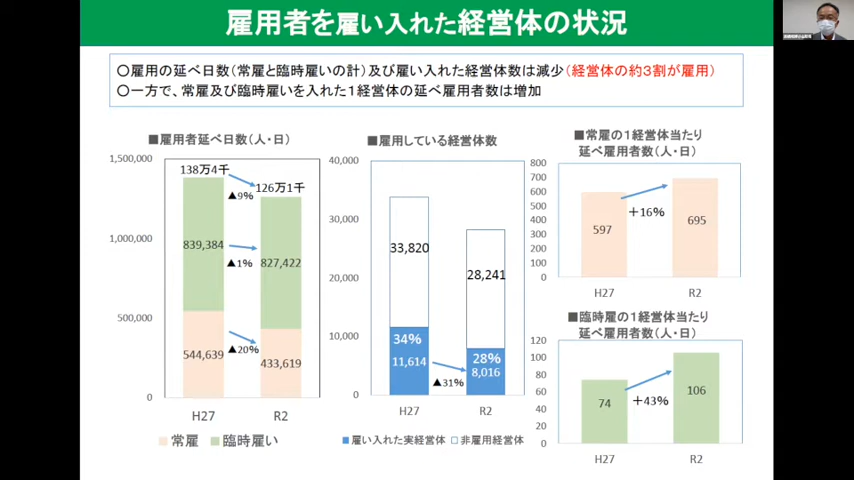 雇用者を雇い入れた経営体の状況
〇雇用の延べ日数(常雇と臨時雇いの計)及び雇い入れた経営体数は減少(経営体の約3割が雇用)
〇一方で、常雇及び臨時雇いを入れた1経営体の延べ雇用者数は増加
■雇用者延べ日数(人・日)
1,500,000
1,000,000
500,000
0
138万4千
126万1千
▲9%
839,384
827,422
▲1%
544,639
433,619
▲20%
H27
R2
常雇
臨時雇い
■雇用している経営体数
40,000
30,000
20,000
10,000
0
33,820
28,241
34%
11,614
28%
8,016
▲31%
H27
R2
雇い入れた実経営体
非雇用経営体
■常雇の1経営体当たり
延べ雇用者数(人・日)
800
700
600
500
400
300
200
100
0
597
695
+16%
H27
R2
■臨時雇の1経営体当たり
延べ雇用者数(人・日)
120
100
80
60
40
20
0
74
106
+43%
H27
R2